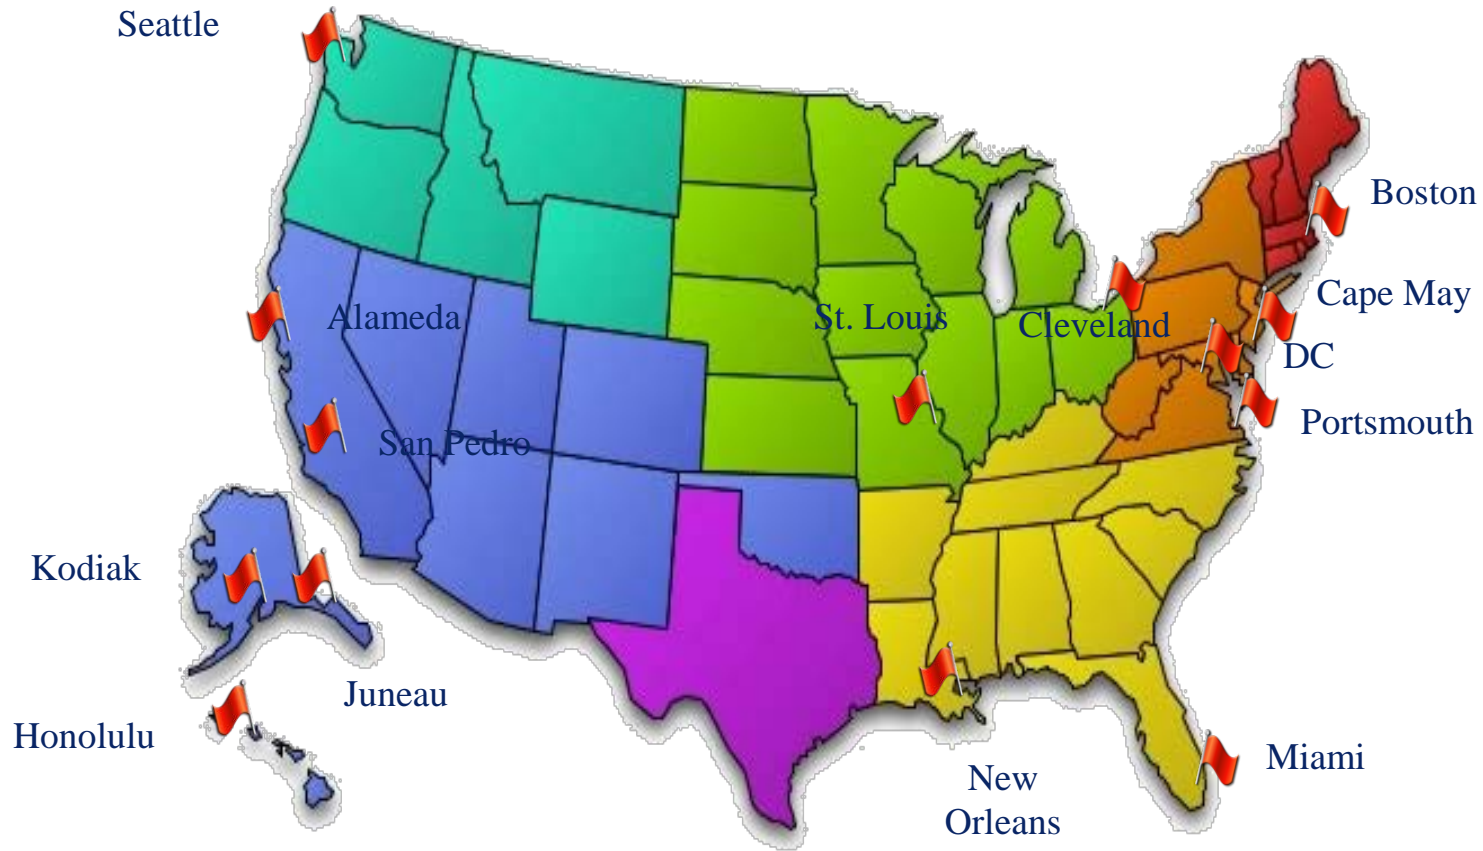 Seattle
Boston
Cape May
Alameda
St. Louis
Cleveland
DC
Portsmouth
San Pedro
Kodiak
Juneau
Honolulu
Miami
New
Orleans